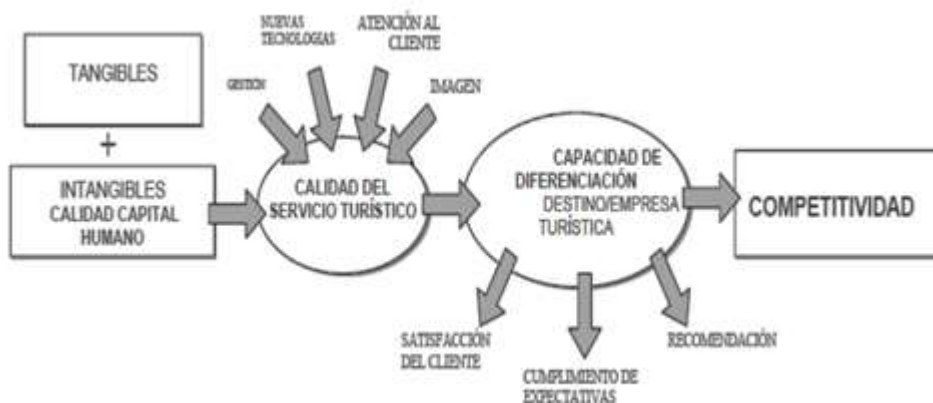 TANGIBLES
+
INTANGIBLES
CALIDAD CAPITAL
HUMANO
GESTIÓN
NUEVAS
TECNOLOGIAS
ATENCIÓN AL
CLIENTE
IMAGEN
CALIDAD DEL
SERVICIO TURÍSTICO
CAPACIDAD DE
DIFERENCIACIÓN
DESTINO/EMPRESA
TURÍSTICA
COMPETITIVIDAD
SATISFACCIÓN
DEL CLIENTE
CUMPLIMIENTO DE
EXPECTATIVAS
RECOMENDACIÓN